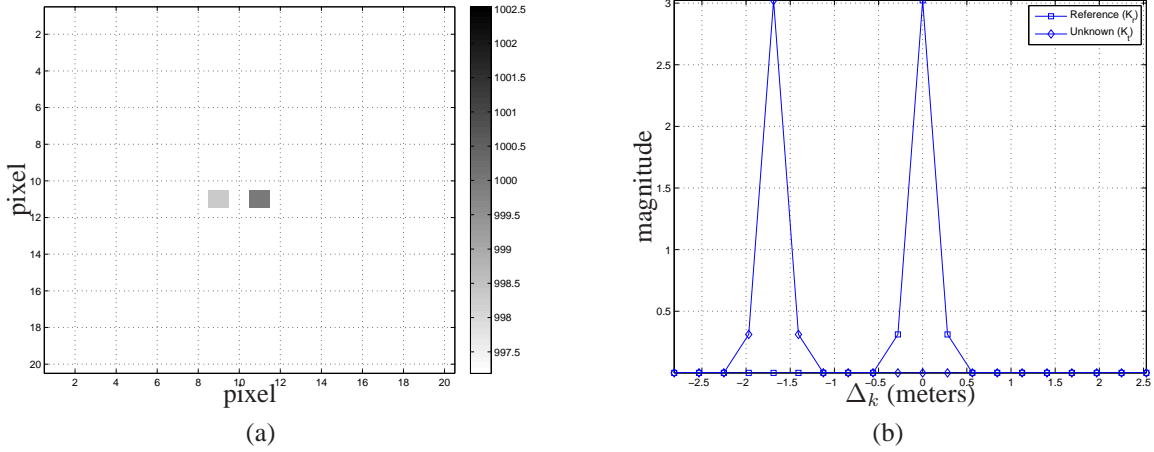 2
4
6
8
10
12
14
16
18
20
pixel
2 4 6 8 10 12 14 16 18 20
pixel
(a)
1002.5
1002
1001.5
1001
1000.5
1000
999.5
999
998.5
998
997.5
3
2.5
2
1.5
1
0.5
magnitude
Reference (K_r)
Unknown (K_t)
−2.5 −2 −1.5 −1 −0.5 0 0.5 1 1.5 2 2.5
Δ_k (meters)
(b)